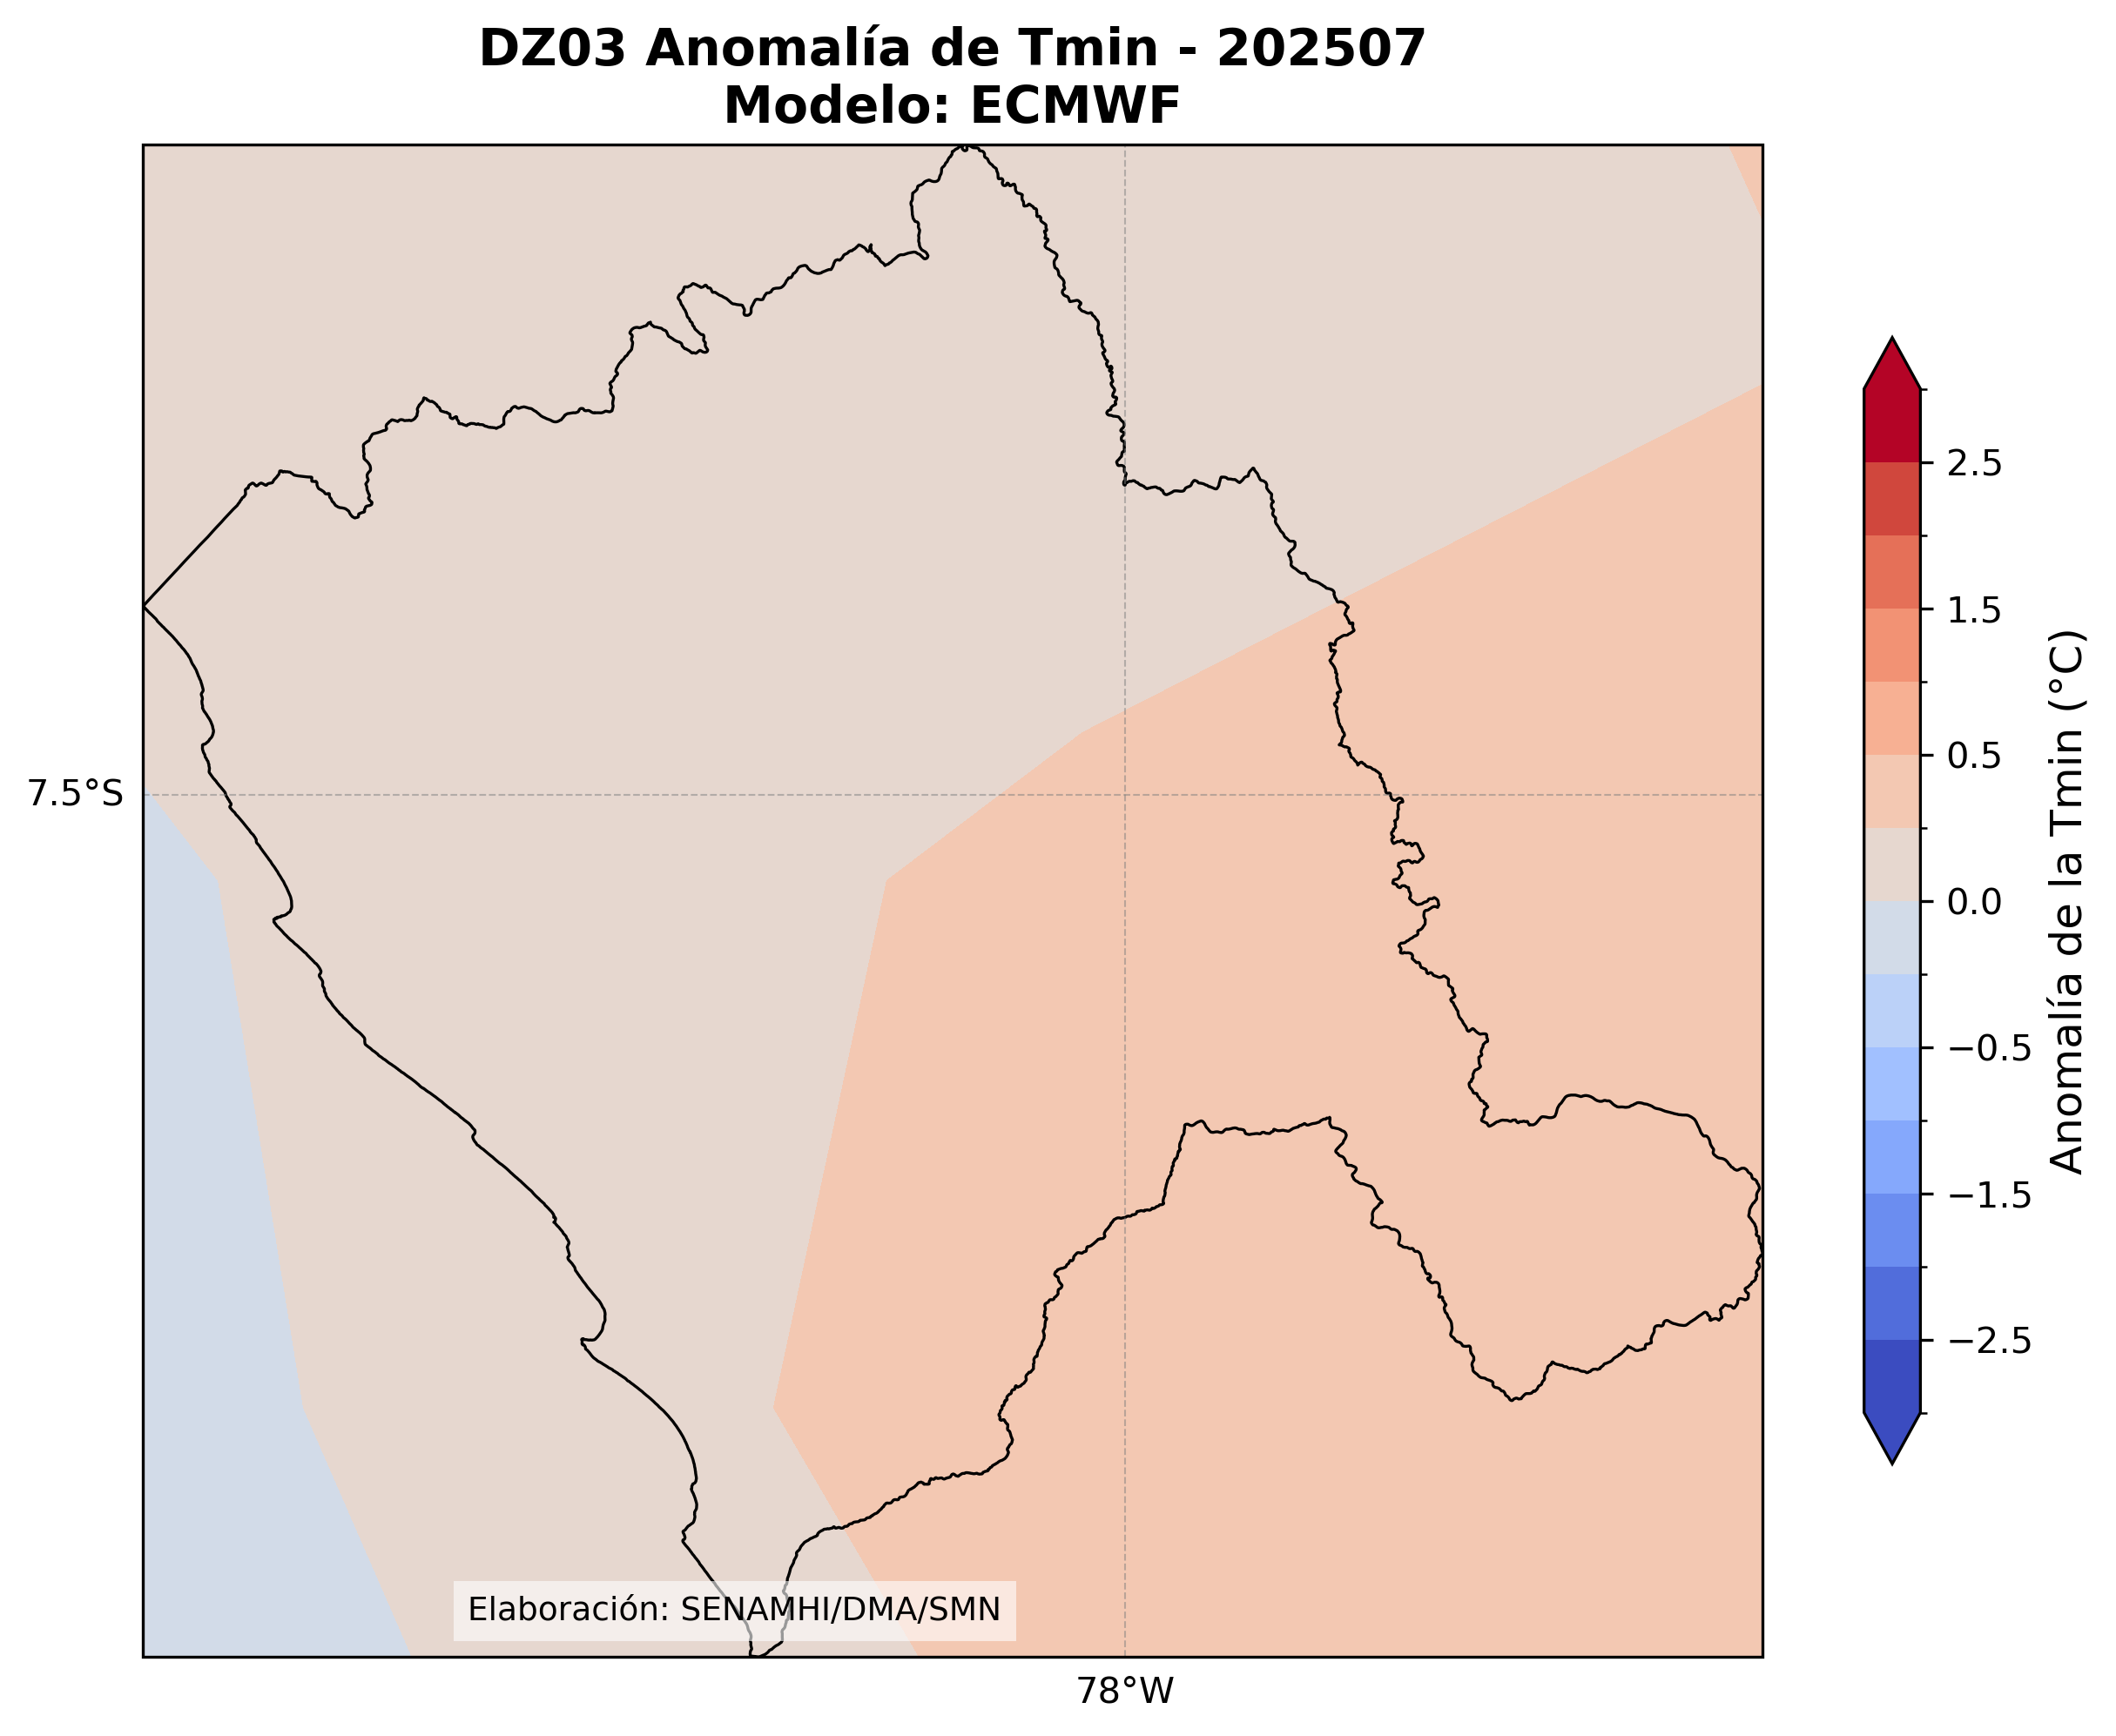 DZ03 Anomalía de Tmin - 202507
Modelo: ECMWF
7.5°S
78°W
Elaboración: SENAMHI/DMA/SMN
2.5
1.5
0.5
0.0
−0.5
−1.5
−2.5
Anomalía de la Tmin (°C)